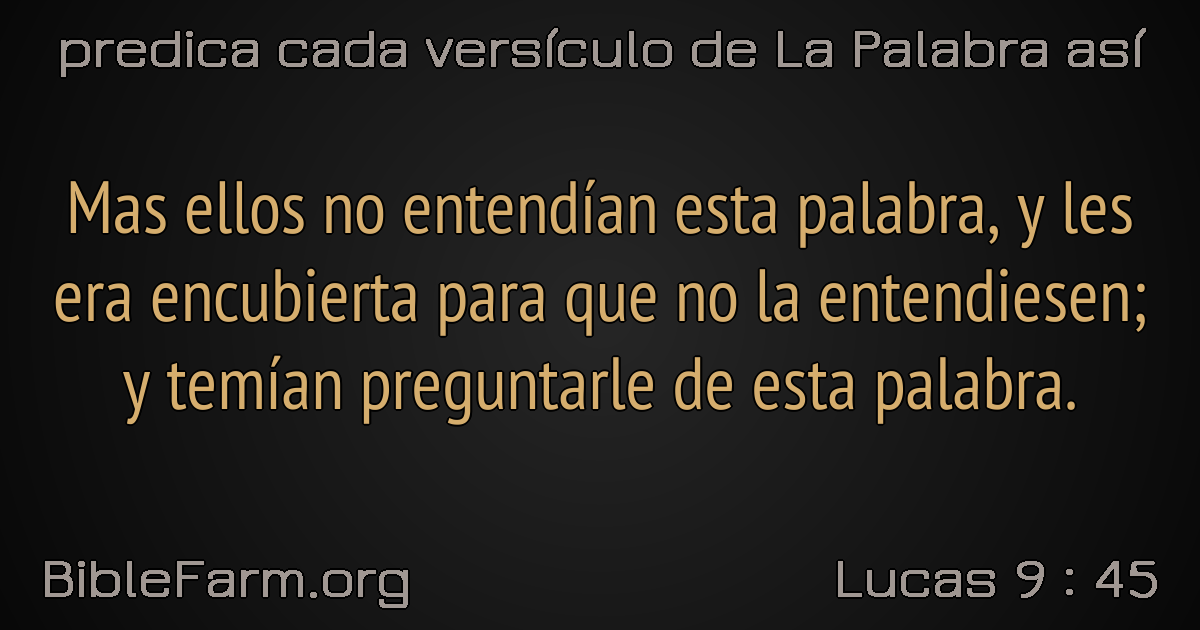 predica cada versículo de La Palabra así
Mas ellos no entendían esta palabra, y les
era encubierta para que no la entendiesen;
y temían preguntarle de esta palabra.
BibleFarm.org
Lucas 9 : 45